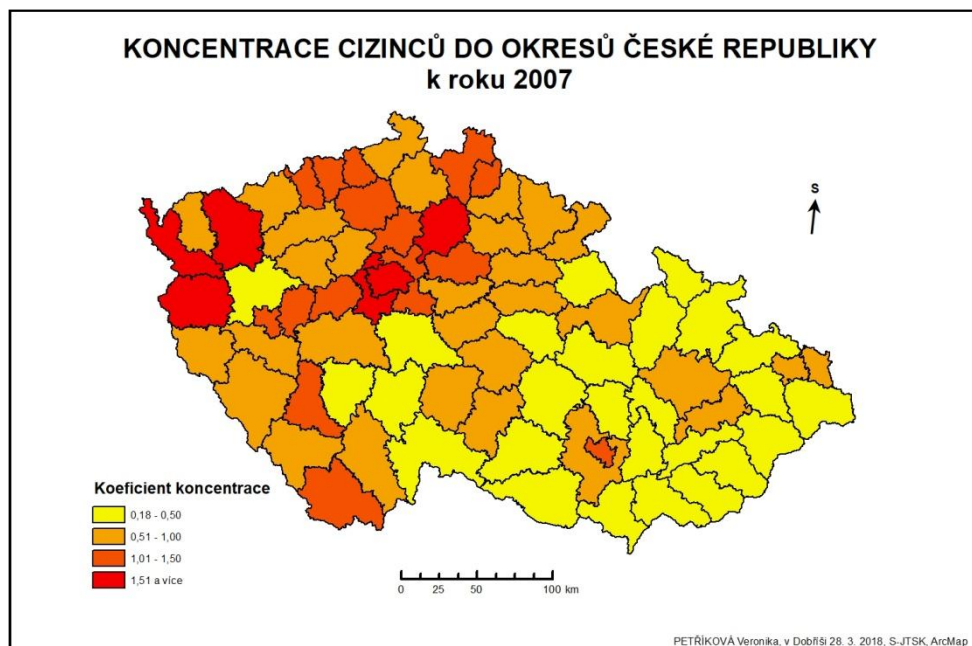 KONCENTRACE CIZINCŮ DO OKRESŮ ČESKÉ REPUBLIKY
k roku 2007
S
Koeficient koncentrace
0,18 - 0,50
0,51 - 1,00
1,01 - 1,50
1,51 a více
0 25 50 100 km
PETŘÍKOVÁ Veronika, v Dobříši 28. 3. 2018, S-JTSK, ArcMap